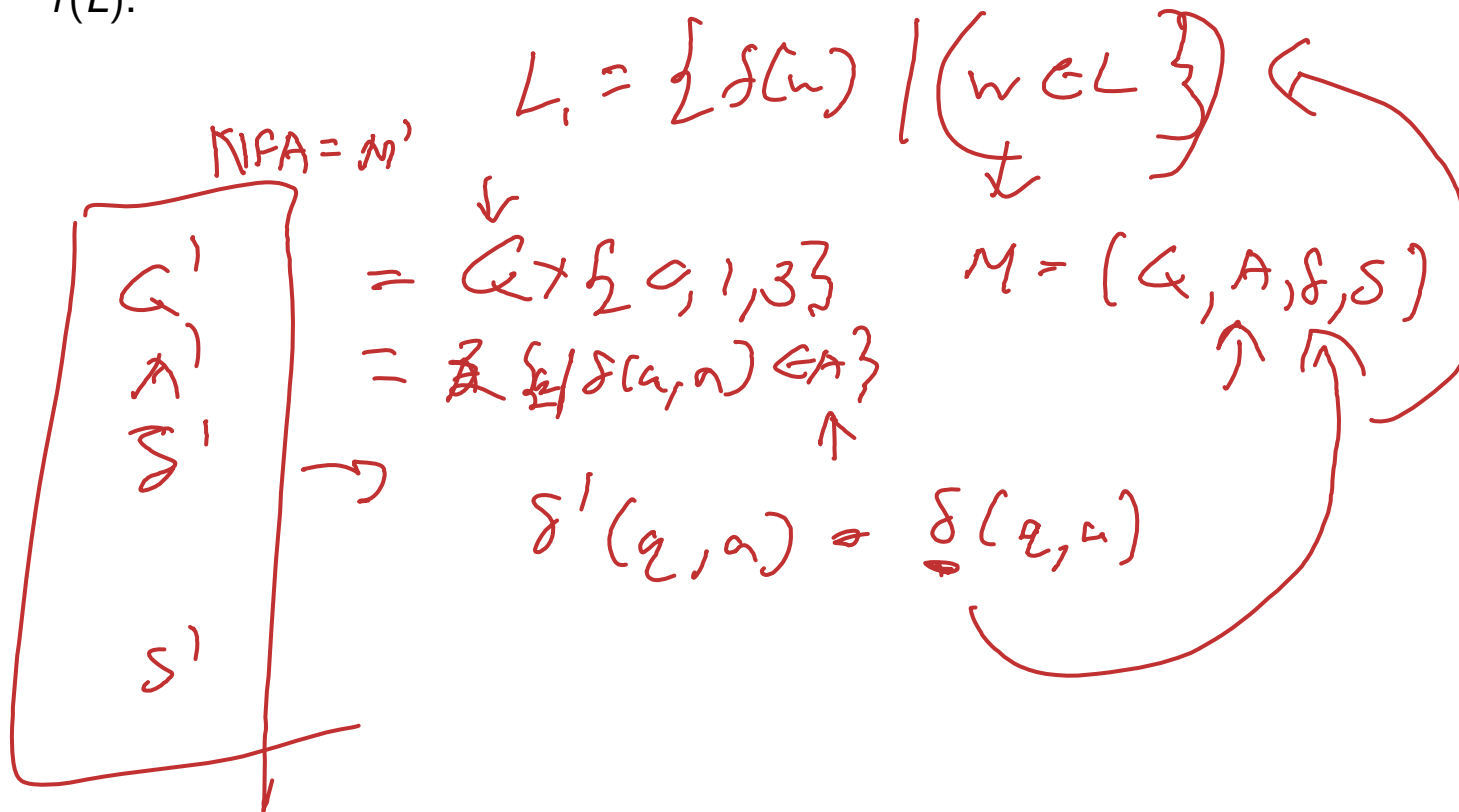 f(L).
L₁ = { f(w) | (w ∈ L }) 
NFA = M'
Q' = Q × { 0, 1, 3 }
M = (Q, A, δ, S)
A' = { q | δ(q, a) ∈ A }
δ' → δ'(q, a) = δ(q, a)
S'